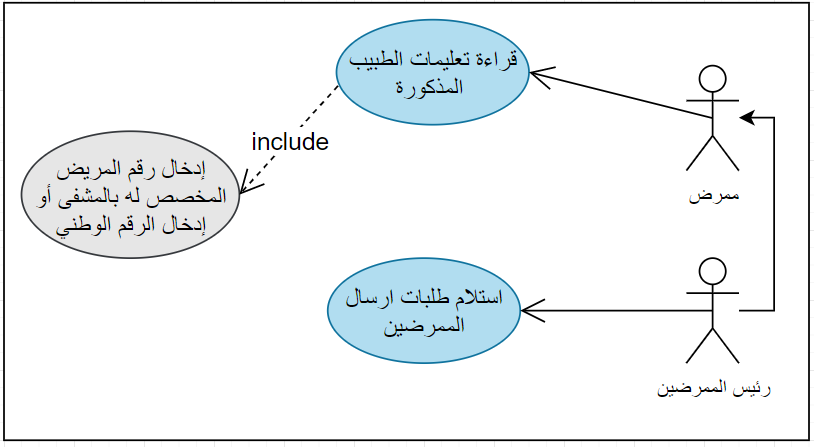 قراءة تعليمات الطبيب
المذكورة
ممرض
include
إدخال رقم المريض
المخصص له بالمشفى أو
إدخال الرقم الوطني
استلام طلبات ارسال
الممرضين
رئيس الممرضين